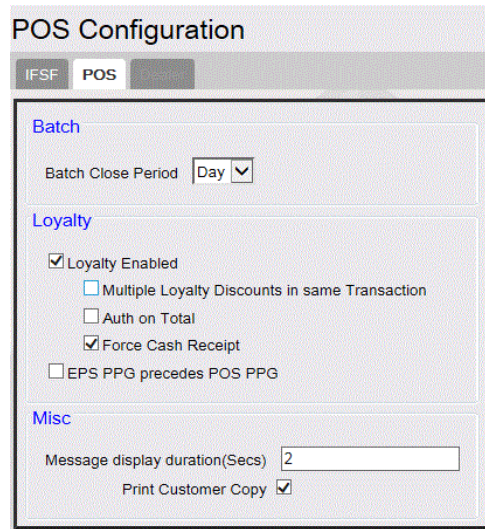 POS Configuration
IFSF POS Dealer
Batch
Batch Close Period Day
Loyalty
Loyalty Enabled
Multiple Loyalty Discounts in same Transaction
Auth on Total
Force Cash Receipt
EPS PPG precedes POS PPG
Misc
Message display duration(Secs) 2
Print Customer Copy